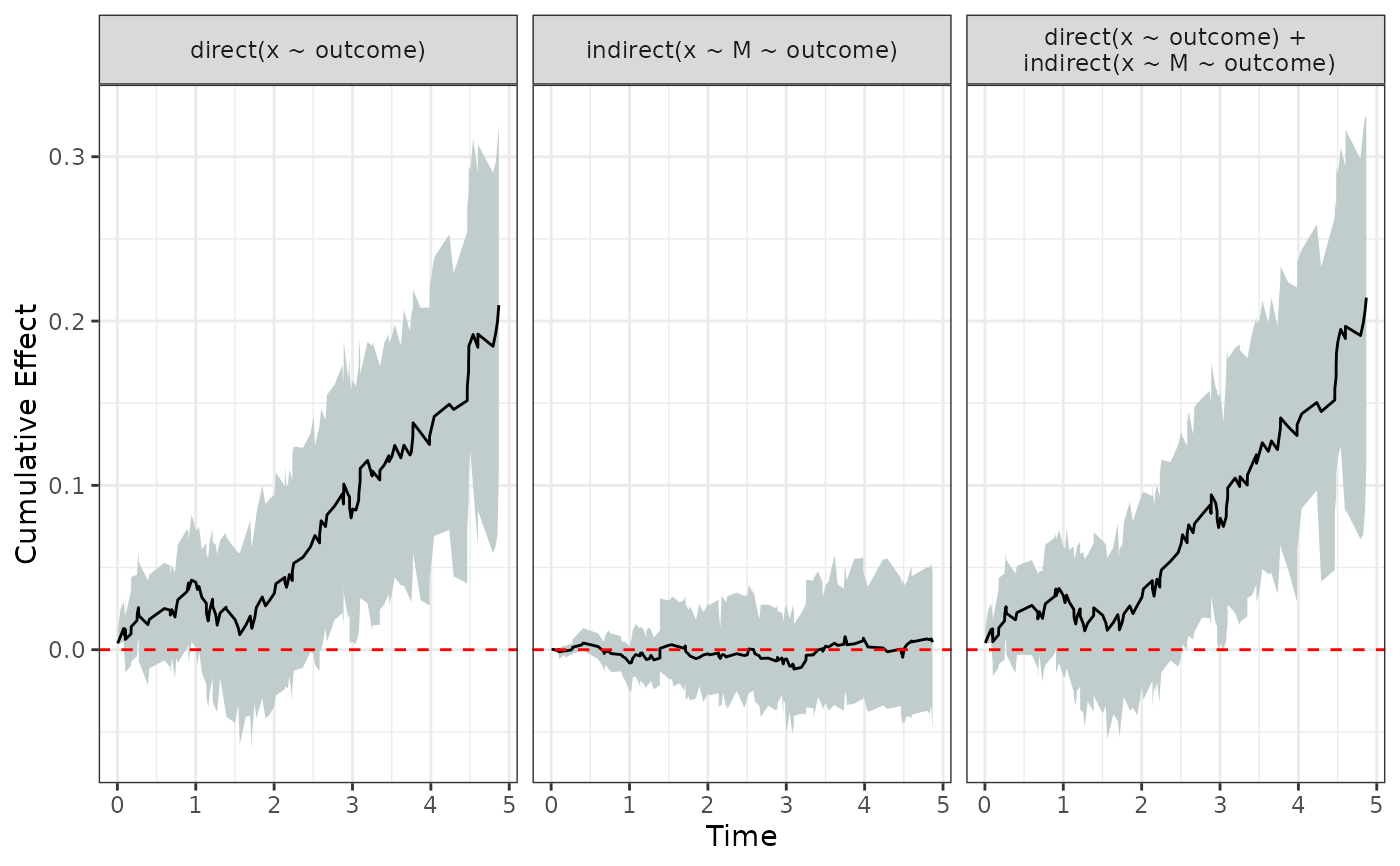 direct(x ~ outcome)
indirect(x ~ M ~ outcome)
direct(x ~ outcome) +
indirect(x ~ M ~ outcome)
Cumulative Effect
0.3
0.2
0.1
0.0
0 1 2 3 4 5
0 1 2 3 4 5
0 1 2 3 4 5
Time